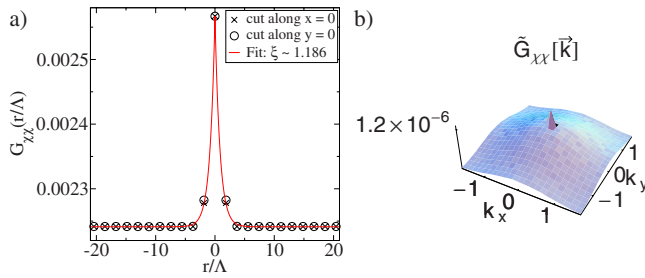 a)
× cut along x = 0
○ cut along y = 0
— Fit: ξ ~ 1.186
0.0025
0.0024
0.0023
G_χχ(r/Λ)
-20 -10 0 10 20
r/Λ
b)
G̃_χχ[k⃗]
1.2 × 10⁻⁶
−1 0 1
k_x
−1 0 1
k_y